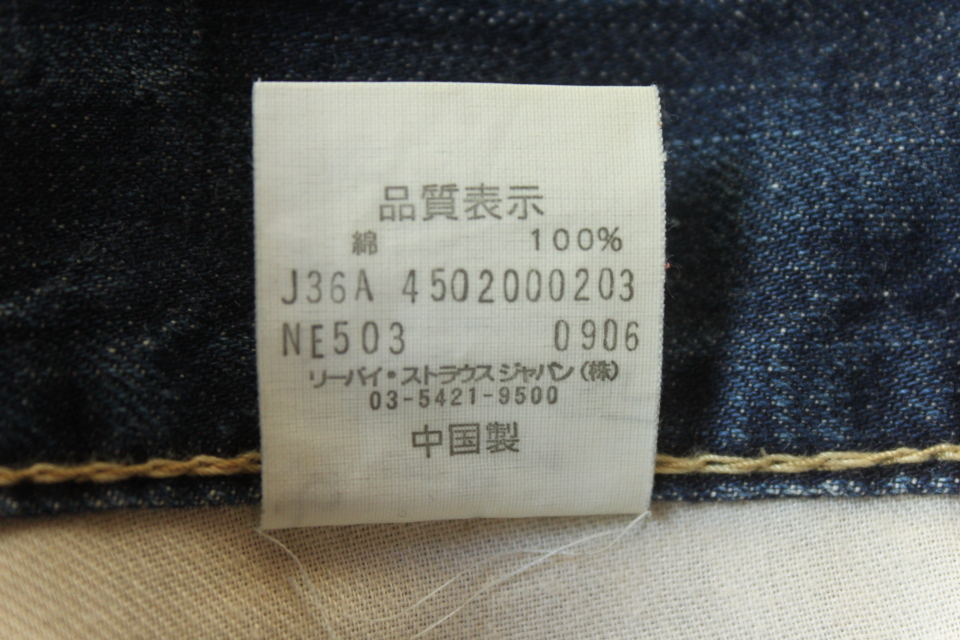 品質表示
綿 100%
J36A 4502000203
NE503 0906
リーバイ・ストラウスジャパン(株)
03-5421-9500
中国製